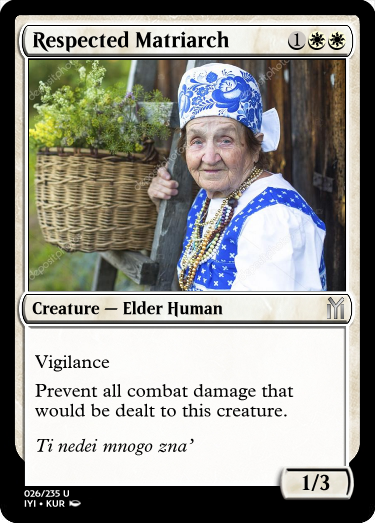 Respected Matriarch 1
Creature — Elder Human
Vigilance
Prevent all combat damage that
would be dealt to this creature.
Ti nedei mnogo zna’
1/3
026/235 U
IYI • KUR